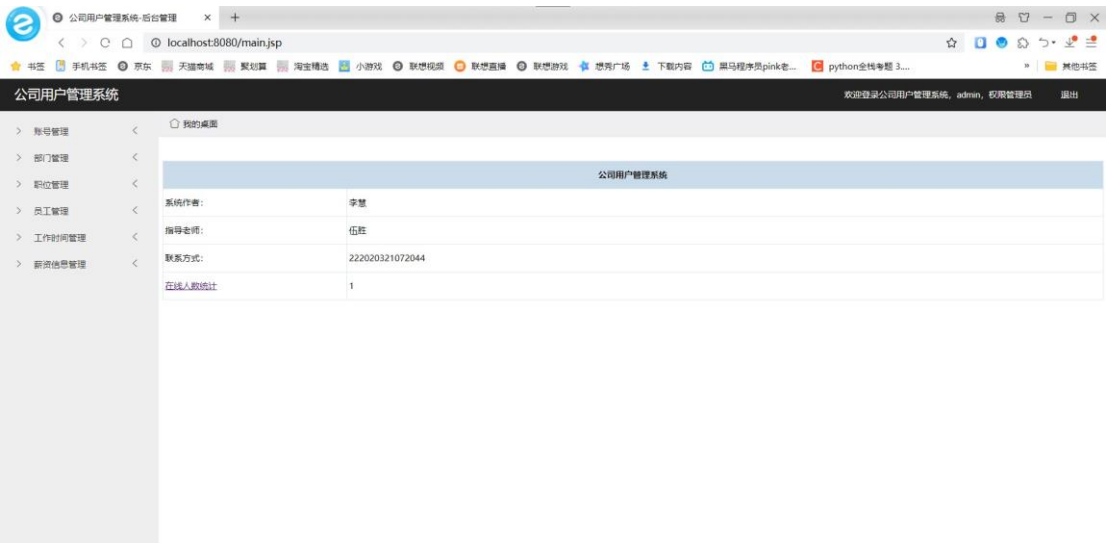 公司用户管理系统-后台管理
localhost:8080/main.jsp
书签 手机书签 京东 天猫商城 聚划算 淘宝精选 小游戏 联想视频 联想直播 联想游戏 想秀广场 下载内容 黑马程序员pink老... python全栈考题 3.... » 其他书签
公司用户管理系统 欢迎登录公司用户管理系统, admin, 权限管理员 退出
账号管理
部门管理
职位管理
员工管理
工作时间管理
薪资信息管理
我的桌面
公司用户管理系统
系统作者: 李慧
指导老师: 伍胜
联系方式: 222020321072044
在线人数统计 1